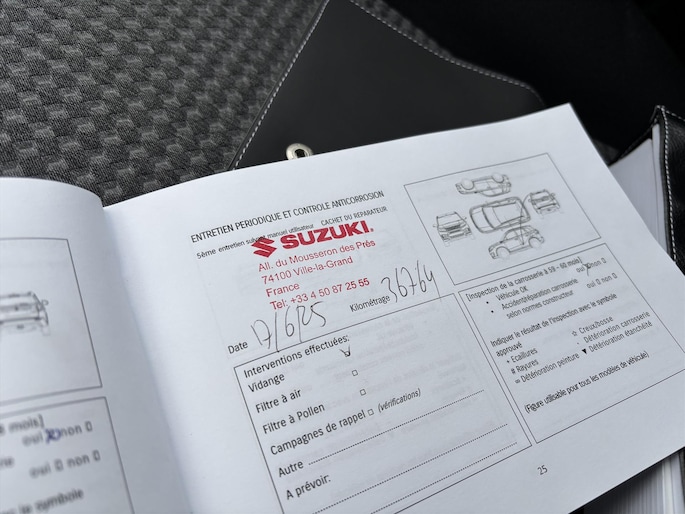 ENTRETIEN PERIODIQUE ET CONTROLE ANTICORROSION
5ème entretien suivant manuel utilisateur CACHET DU REPARATEUR
SUZUKI
All. du Mousseron des Prés
74100 Ville-la-Grand
France
Tel: +33 4 50 87 25 55
Date 17/6/25 Kilométrage 36764
Interventions effectuées:
Vidange
Filtre à air
Filtre à Pollen
Campagnes de rappel (vérifications)
Autre
A prévoir:
[Inspection de la carrosserie à 59 - 60 mois]
• Véhicule OK oui non
• Accident/réparation carrosserie oui non
selon normes constructeur
Indiquer le résultat de l'inspection avec le symbole
approuvé
+ Ecaillures ☆ Creux/bosse
# Rayures · Détérioration carrosserie
∞ Détérioration peinture ▼ Détérioration étanchéité
(Figure utilisable pour tous les modèles de véhicule)
25
mois]
oui non
oui non
le symbole